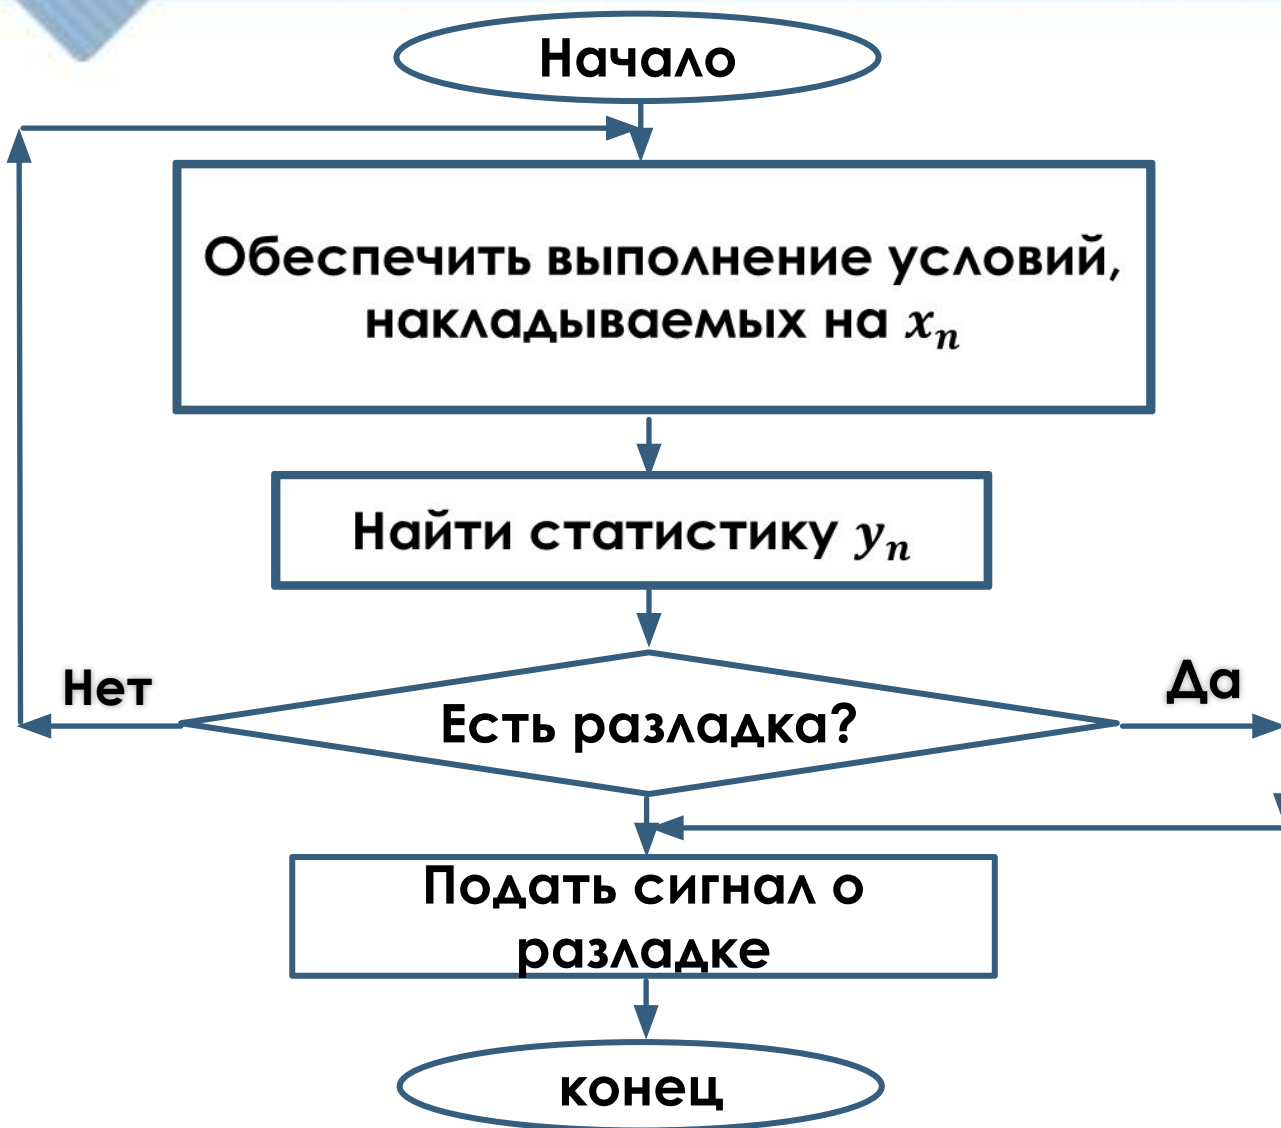 Начало
Обеспечить выполнение условий,
накладываемых на xₙ
Найти статистику yₙ
Нет
Да
Есть разладка?
Подать сигнал о
разладке
конец